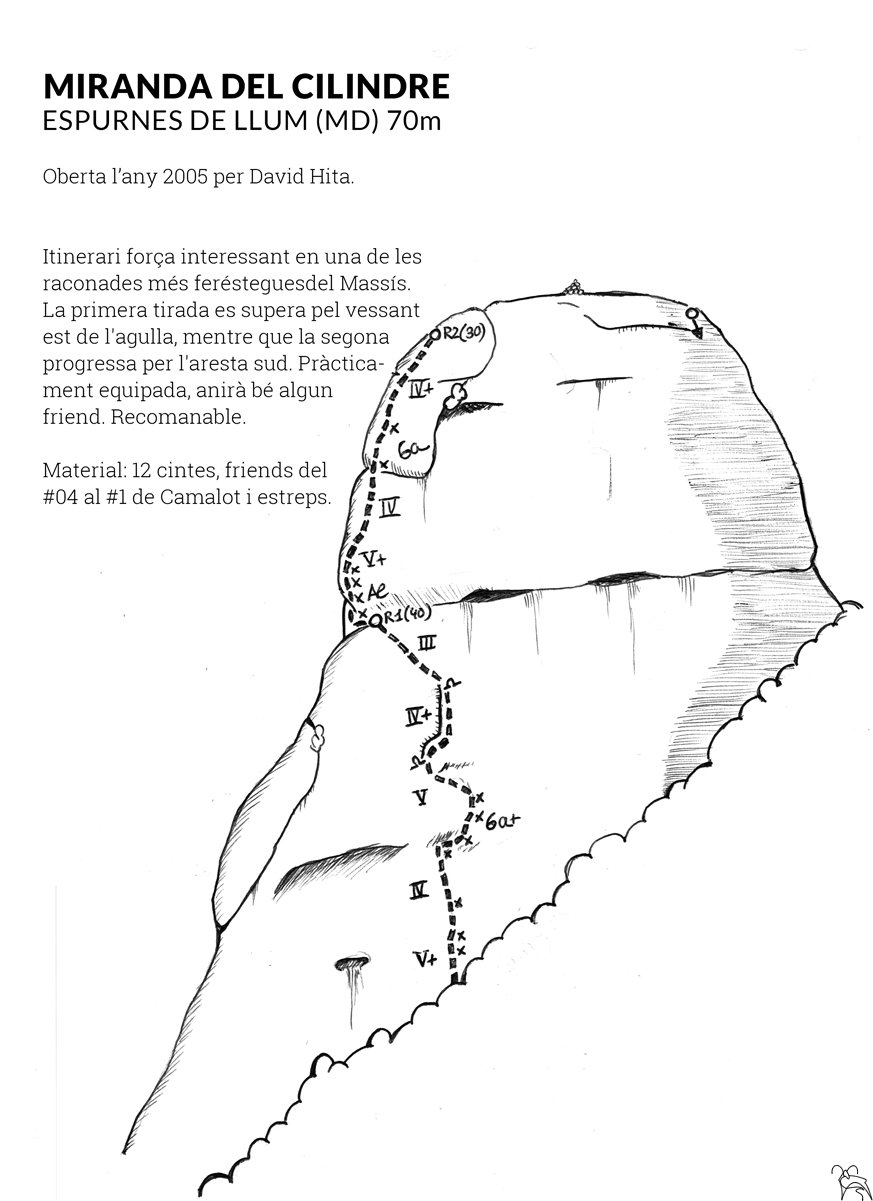 MIRANDA DEL CILINDRE
ESPURNES DE LLUM (MD) 70m
Oberta l'any 2005 per David Hita.
Itinerari força interessant en una de les
raconades més ferésteguesdel Massís.
La primera tirada es supera pel vessant
est de l'agulla, mentre que la segona
progressa per l'aresta sud. Pràctica-
ment equipada, anirà bé algun
friend. Recomanable.
Material: 12 cintes, friends del
#04 al #1 de Camalot i estreps.
R2(30)
IV+
6a
IV
V+
Ae
R1(40)
III
IV+
V
6a+
IV
V+